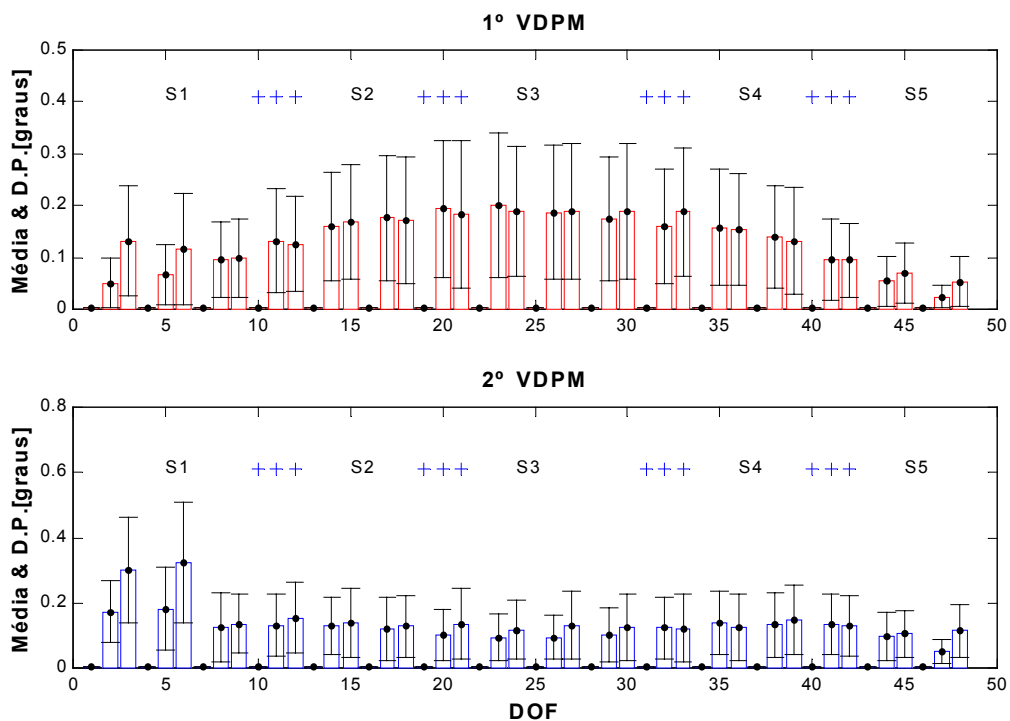 1º VDPM
Média & D.P.[graus]
0.5
0.4
0.3
0.2
0.1
0
S1 +++ S2 +++ S3 +++ S4 +++ S5
0 5 10 15 20 25 30 35 40 45 50
2º VDPM
Média & D.P.[graus]
0.8
0.6
0.4
0.2
0
S1 +++ S2 +++ S3 +++ S4 +++ S5
0 5 10 15 20 25 30 35 40 45 50
DOF